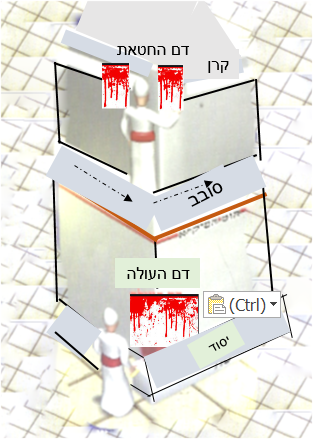 דם החטאת
קרן
סובב
דם העולה
(Ctrl)
יסוד